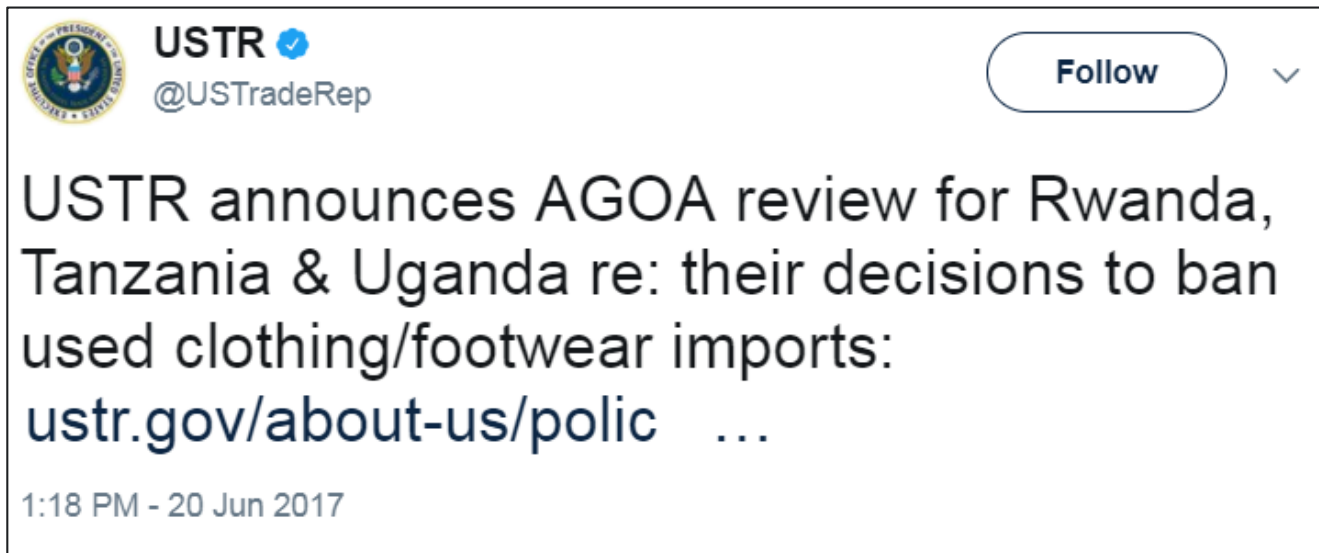 USTR
@USTradeRep
Follow
USTR announces AGOA review for Rwanda,
Tanzania & Uganda re: their decisions to ban
used clothing/footwear imports:
ustr.gov/about-us/polic …
1:18 PM - 20 Jun 2017